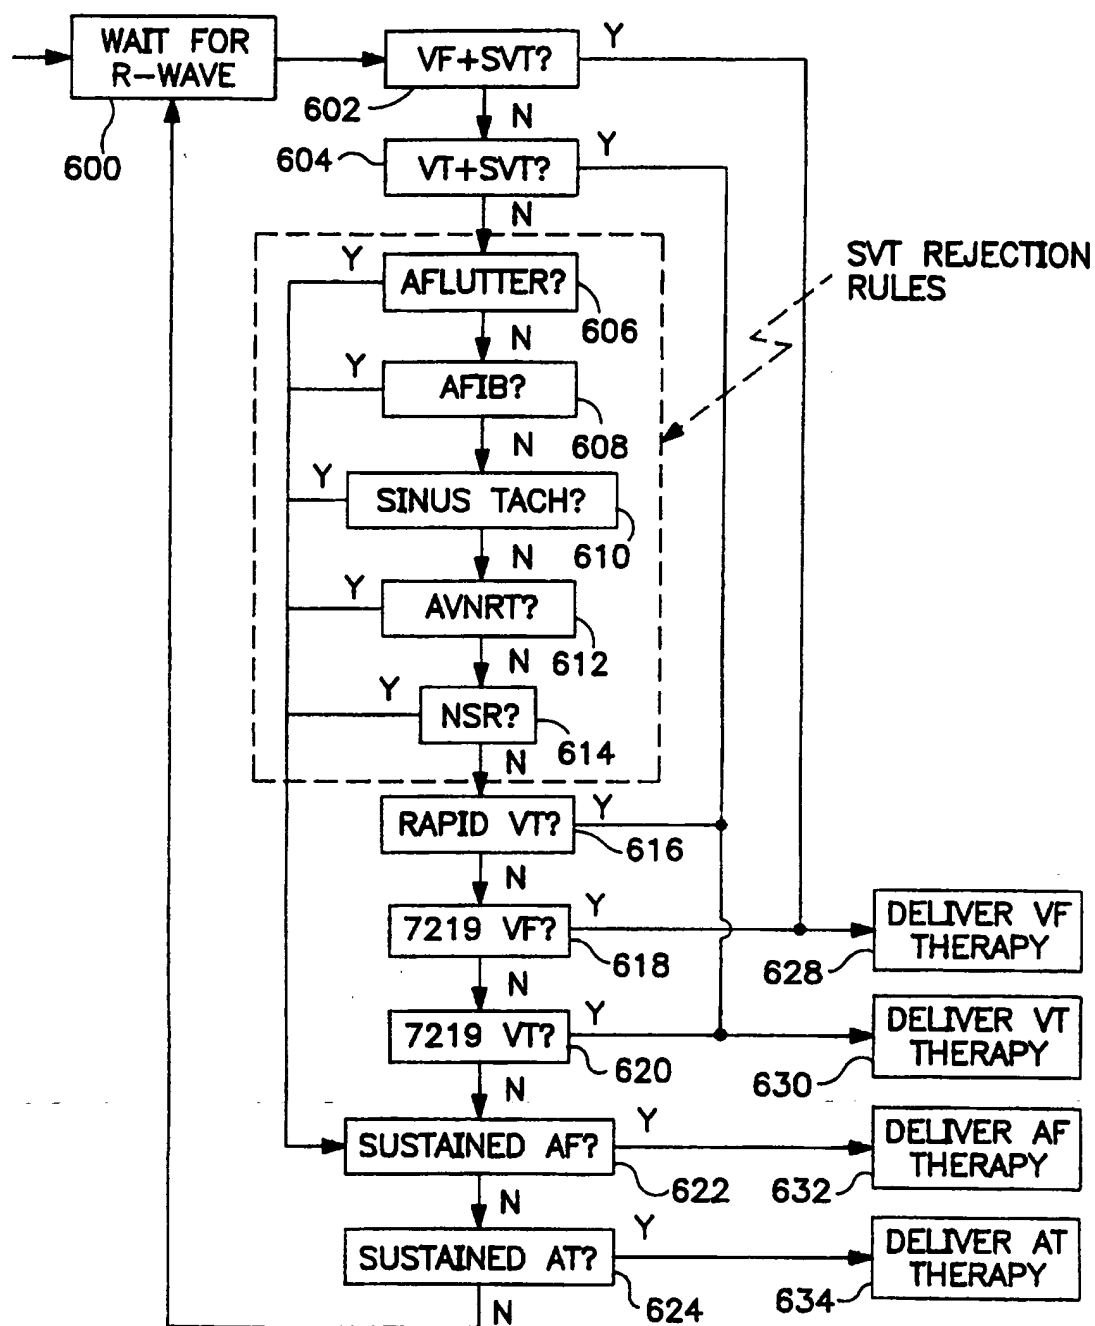 WAIT FOR
R-WAVE
600
VF+SVT?
Y
602
N
604
VT+SVT?
Y
N
SVT REJECTION
RULES
Y
AFLUTTER?
606
N
Y
AFIB?
608
N
Y
SINUS TACH?
610
N
Y
AVNRT?
612
N
Y
NSR?
614
N
RAPID VT?
Y
616
N
7219 VF?
Y
618
DELIVER VF
THERAPY
628
N
7219 VT?
Y
620
DELIVER VT
THERAPY
630
N
SUSTAINED AF?
Y
622
DELIVER AF
THERAPY
632
N
SUSTAINED AT?
Y
624
DELIVER AT
THERAPY
634
N